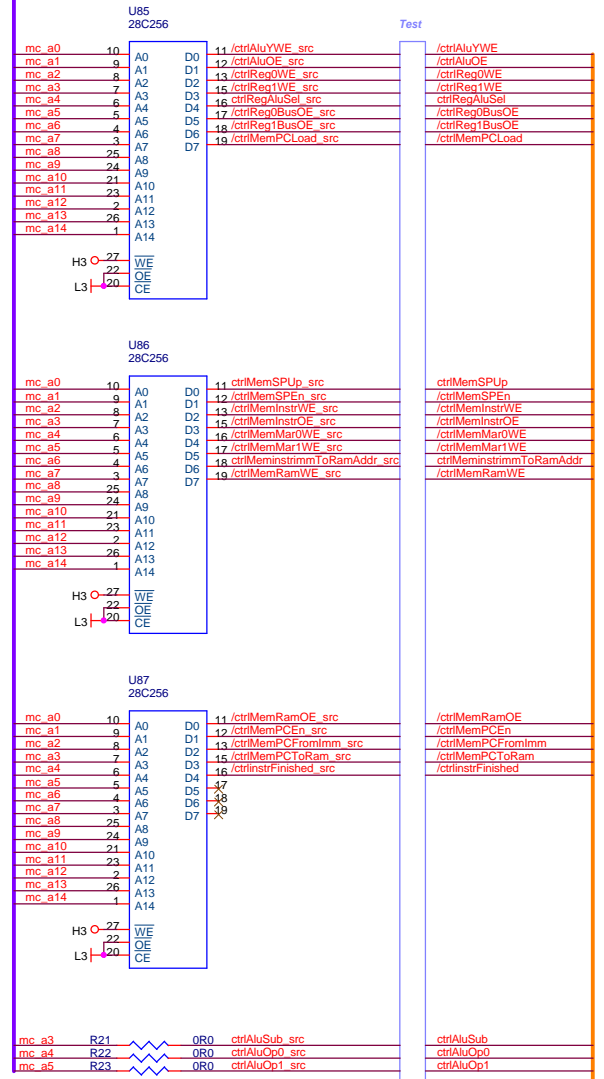 U85
28C256
Test
mc_a0 10 A0 D0 11 /ctrlAluYWE_src /ctrlAluYWE
mc_a1 9 A1 D1 12 /ctrlAluOE_src /ctrlAluOE
mc_a2 8 A2 D2 13 /ctrlReg0WE_src /ctrlReg0WE
mc_a3 7 A3 D3 15 /ctrlReg1WE_src /ctrlReg1WE
mc_a4 6 A4 D4 16 ctrlRegAluSel_src ctrlRegAluSel
mc_a5 5 A5 D5 17 /ctrlReg0BusOE_src /ctrlReg0BusOE
mc_a6 4 A6 D6 18 /ctrlReg1BusOE_src /ctrlReg1BusOE
mc_a7 3 A7 D7 19 /ctrlMemPCLoad_src /ctrlMemPCLoad
mc_a8 25 A8
mc_a9 24 A9
mc_a10 21 A10
mc_a11 23 A11
mc_a12 2 A12
mc_a13 26 A13
mc_a14 1 A14
H3 27 WE
22 OE
L3 20 CE
U86
28C256
mc_a0 10 A0 D0 11 ctrlMemSPUp_src ctrlMemSPUp
mc_a1 9 A1 D1 12 /ctrlMemSPEn_src /ctrlMemSPEn
mc_a2 8 A2 D2 13 /ctrlMemInstrWE_src /ctrlMemInstrWE
mc_a3 7 A3 D3 15 /ctrlMemInstrOE_src /ctrlMemInstrOE
mc_a4 6 A4 D4 16 /ctrlMemMar0WE_src /ctrlMemMar0WE
mc_a5 5 A5 D5 17 /ctrlMemMar1WE_src /ctrlMemMar1WE
mc_a6 4 A6 D6 18 ctrlMeminstrimmToRamAddr_src ctrlMeminstrimmToRamAddr
mc_a7 3 A7 D7 19 /ctrlMemRamWE_src /ctrlMemRamWE
mc_a8 25 A8
mc_a9 24 A9
mc_a10 21 A10
mc_a11 23 A11
mc_a12 2 A12
mc_a13 26 A13
mc_a14 1 A14
H3 27 WE
22 OE
L3 20 CE
U87
28C256
mc_a0 10 A0 D0 11 /ctrlMemRamOE_src /ctrlMemRamOE
mc_a1 9 A1 D1 12 /ctrlMemPCEn_src /ctrlMemPCEn
mc_a2 8 A2 D2 13 /ctrlMemPCFromImm_src /ctrlMemPCFromImm
mc_a3 7 A3 D3 15 /ctrlMemPCToRam_src /ctrlMemPCToRam
mc_a4 6 A4 D4 16 /ctrlinstrFinished_src /ctrlinstrFinished
mc_a5 5 A5 D5 17
mc_a6 4 A6 D6 18
mc_a7 3 A7 D7 19
mc_a8 25 A8
mc_a9 24 A9
mc_a10 21 A10
mc_a11 23 A11
mc_a12 2 A12
mc_a13 26 A13
mc_a14 1 A14
H3 27 WE
22 OE
L3 20 CE
mc_a3 R21 0R0 ctrlAluSub_src ctrlAluSub
mc_a4 R22 0R0 ctrlAluOp0_src ctrlAluOp0
mc_a5 R23 0R0 ctrlAluOp1_src ctrlAluOp1